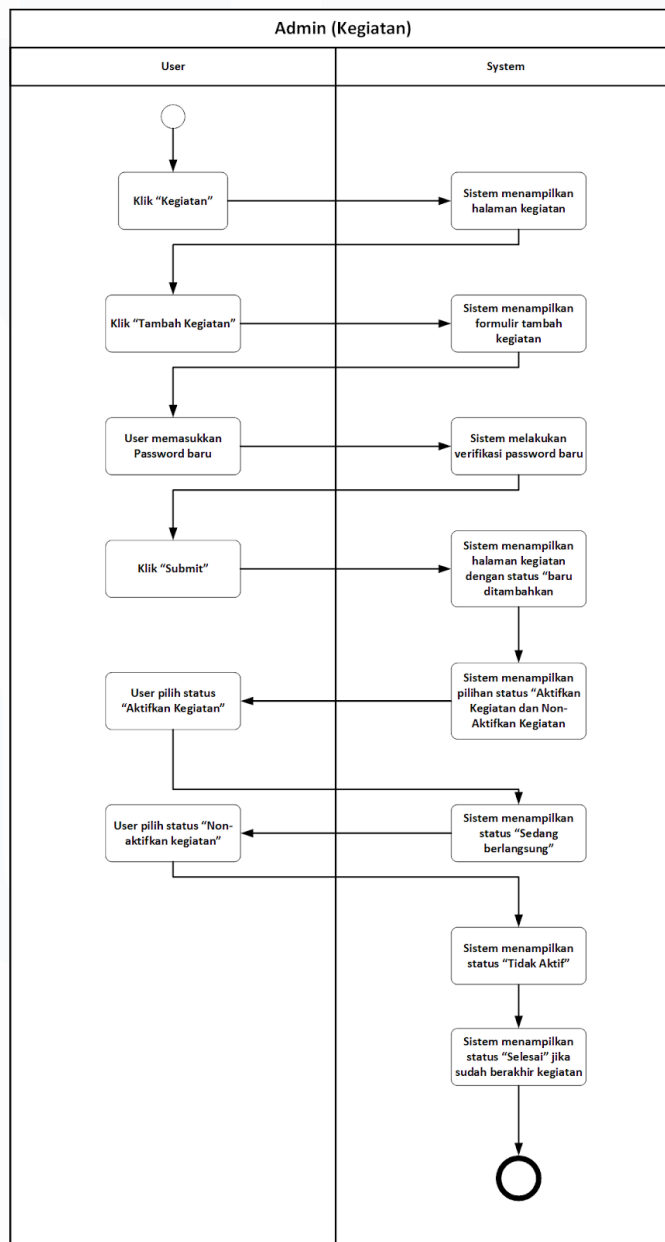 Admin (Kegiatan)
User
System
Klik “Kegiatan”
Sistem menampilkan
halaman kegiatan
Klik “Tambah Kegiatan”
Sistem menampilkan
formulir tambah
kegiatan
User memasukkan
Password baru
Sistem melakukan
verifikasi password baru
Klik “Submit”
Sistem menampilkan
halaman kegiatan
dengan status “baru
ditambahkan
Sistem menampilkan
pilihan status “Aktifkan
Kegiatan dan Non-
Aktifkan Kegiatan
User pilih status
“Aktifkan Kegiatan”
Sistem menampilkan
status “Sedang
berlangsung”
User pilih status “Non-
aktifkan kegiatan”
Sistem menampilkan
status “Tidak Aktif”
Sistem menampilkan
status “Selesai” jika
sudah berakhir kegiatan